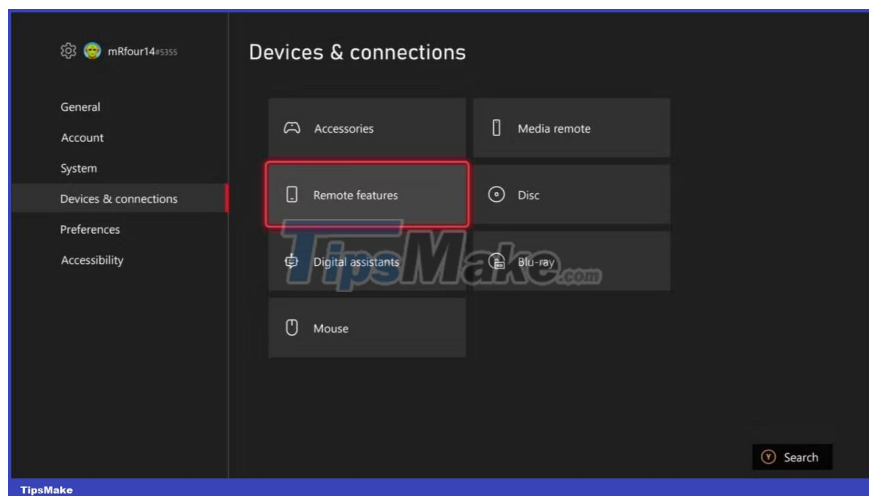 mRfour14#5355
Devices & connections
General
Account
System
Devices & connections
Preferences
Accessibility
Accessories
Media remote
Remote features
Disc
Digital assistants
Blu-ray
Mouse
TipsMake.com
Y Search
TipsMake